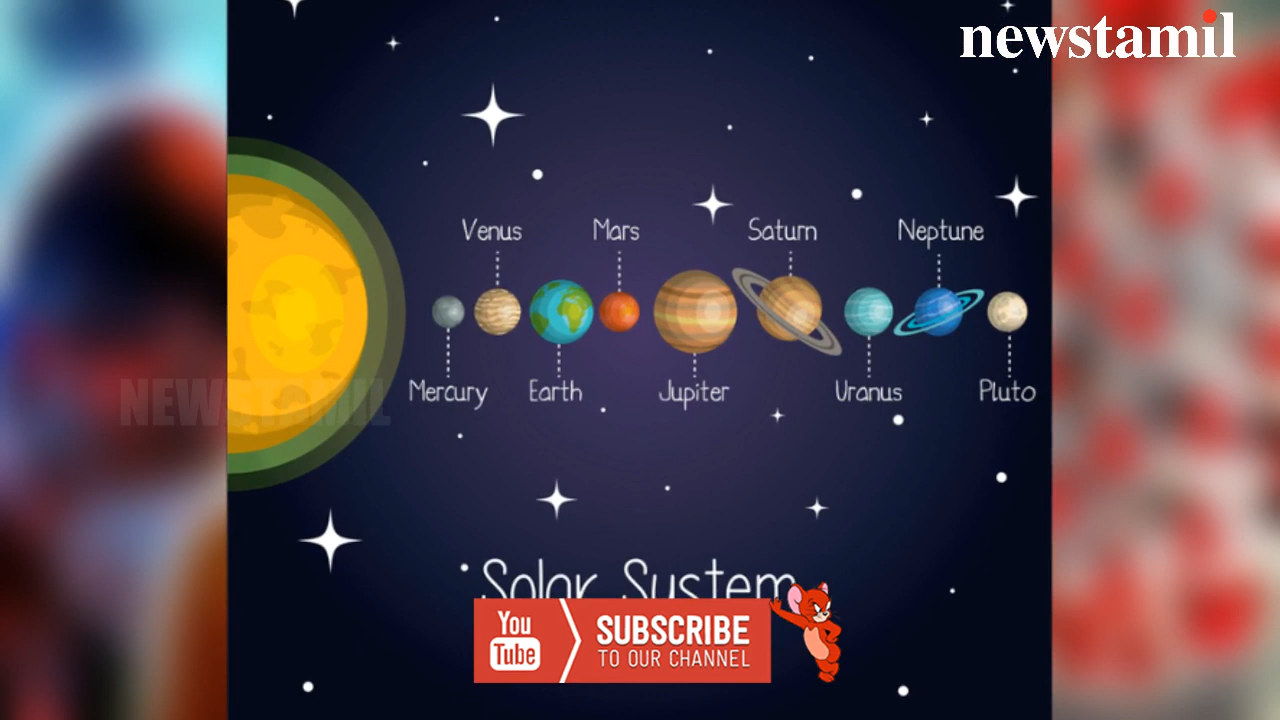 newstamil
Venus Mars Saturn Neptune
Mercury Earth Jupiter Uranus Pluto
NEWSTAMIL
Solar System
You
Tube
SUBSCRIBE
TO OUR CHANNEL